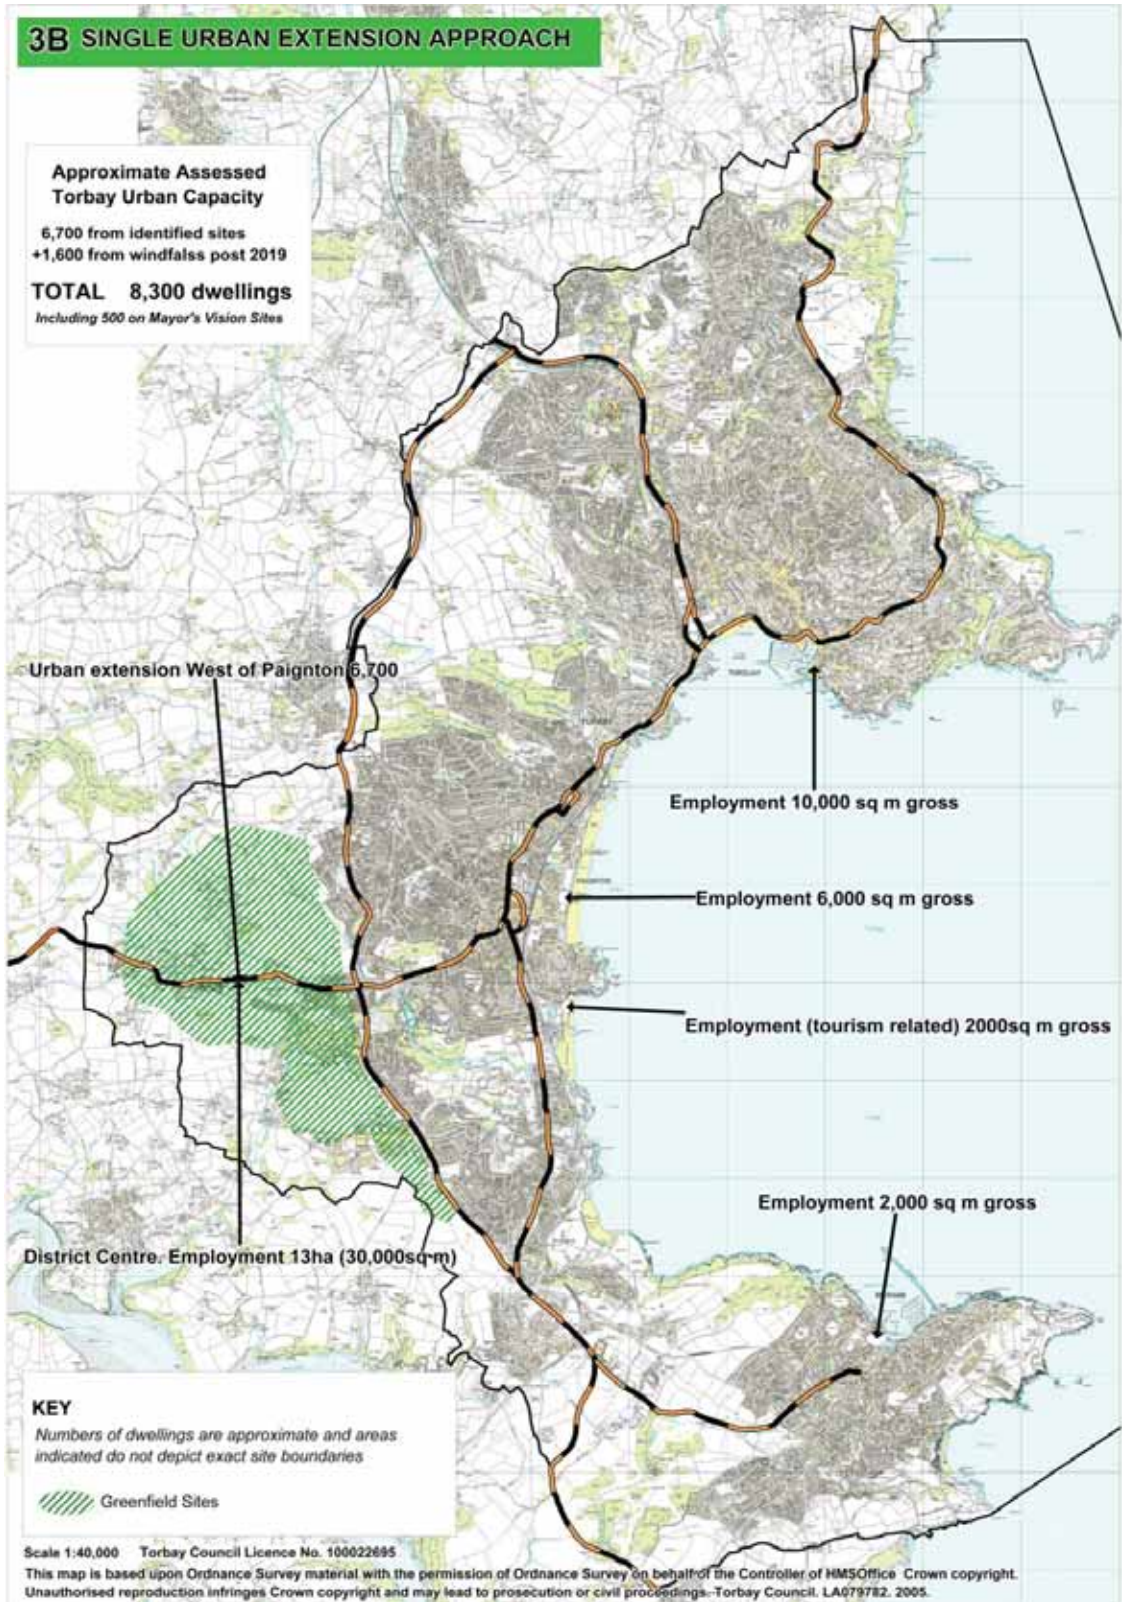 3B SINGLE URBAN EXTENSION APPROACH
Approximate Assessed
Torbay Urban Capacity
6,700 from identified sites
+1,600 from windfalss post 2019
TOTAL 8,300 dwellings
Including 500 on Mayor's Vision Sites
Urban extension West of Paignton 6,700
Employment 10,000 sq m gross
Employment 6,000 sq m gross
Employment (tourism related) 2000sq m gross
Employment 2,000 sq m gross
District Centre. Employment 13ha (30,000sq m)
KEY
Numbers of dwellings are approximate and areas
indicated do not depict exact site boundaries
Greenfield Sites
Scale 1:40,000 Torbay Council Licence No. 100022695
This map is based upon Ordnance Survey material with the permission of Ordnance Survey on behalf of the Controller of HMSOffice Crown copyright.
Unauthorised reproduction infringes Crown copyright and may lead to prosecution or civil proceedings. Torbay Council. LA079782. 2005.